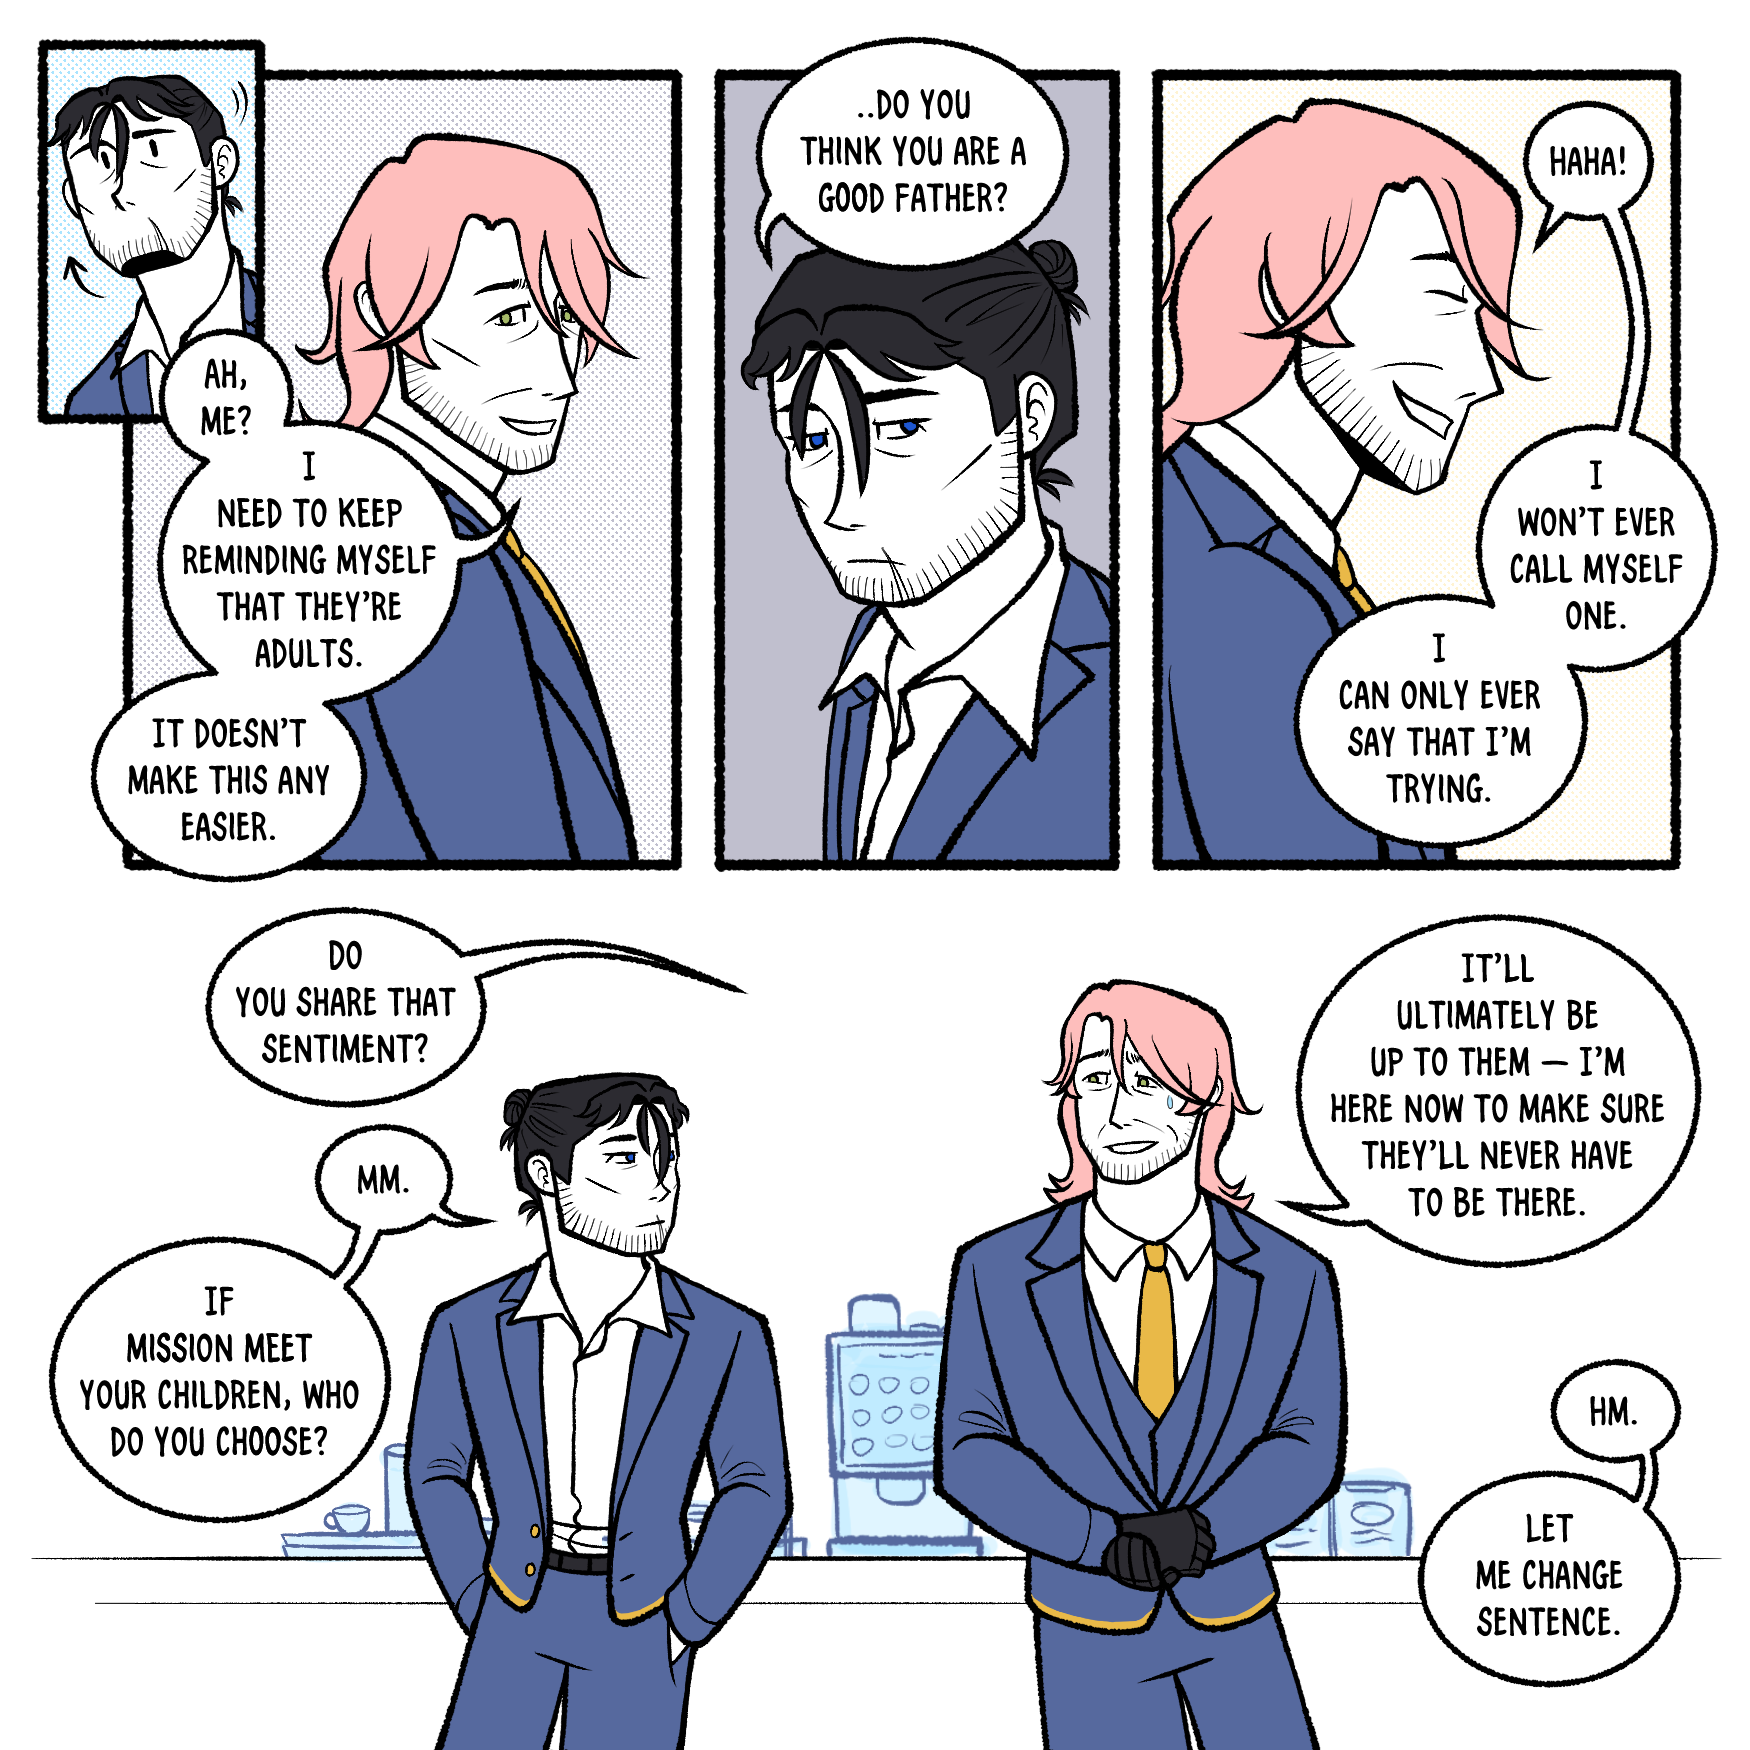 AH,
ME?
I
NEED TO KEEP
REMINDING MYSELF
THAT THEY'RE
ADULTS.
IT DOESN'T
MAKE THIS ANY
EASIER.
..DO YOU
THINK YOU ARE A
GOOD FATHER?
HAHA!
I
WON'T EVER
CALL MYSELF
ONE.
I
CAN ONLY EVER
SAY THAT I'M
TRYING.
DO
YOU SHARE THAT
SENTIMENT?
IT'LL
ULTIMATELY BE
UP TO THEM — I'M
HERE NOW TO MAKE SURE
THEY'LL NEVER HAVE
TO BE THERE.
MM.
IF
MISSION MEET
YOUR CHILDREN, WHO
DO YOU CHOOSE?
HM.
LET
ME CHANGE
SENTENCE.